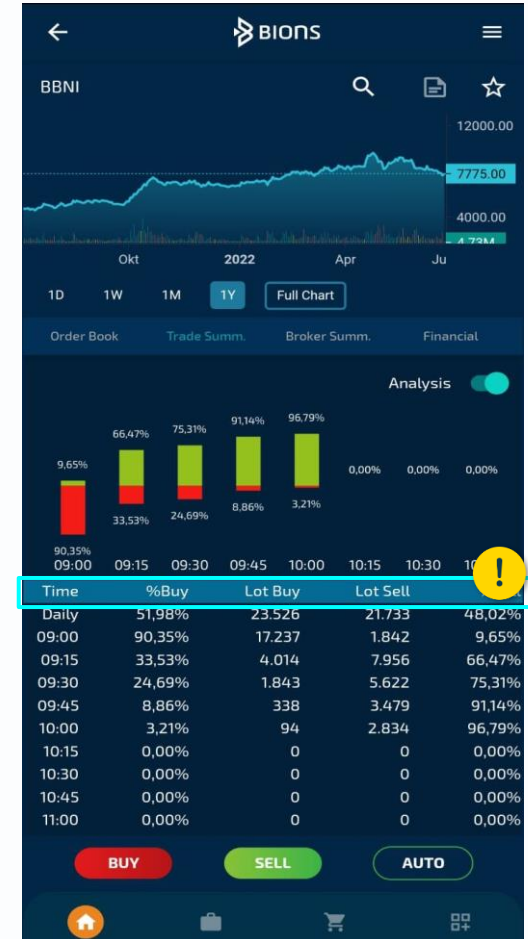 BIONS
BBNI
12000.00
7775.00
4000.00
4.73M
Okt 2022 Apr Ju
1D 1W 1M 1Y Full Chart
Order Book Trade Summ. Broker Summ. Financial
Analysis
9,65% 66,47% 75,31% 91,14% 96,79% 0,00% 0,00% 0,00%
90,35% 33,53% 24,69% 8,86% 3,21%
09:00 09:15 09:30 09:45 10:00 10:15 10:30
!
Time %Buy Lot Buy Lot Sell
Daily 51,98% 23.526 21.733 48,02%
09:00 90,35% 17.237 1.842 9,65%
09:15 33,53% 4.014 7.956 66,47%
09:30 24,69% 1.843 5.622 75,31%
09:45 8,86% 338 3.479 91,14%
10:00 3,21% 94 2.834 96,79%
10:15 0,00% 0 0 0,00%
10:30 0,00% 0 0 0,00%
10:45 0,00% 0 0 0,00%
11:00 0,00% 0 0 0,00%
BUY SELL AUTO